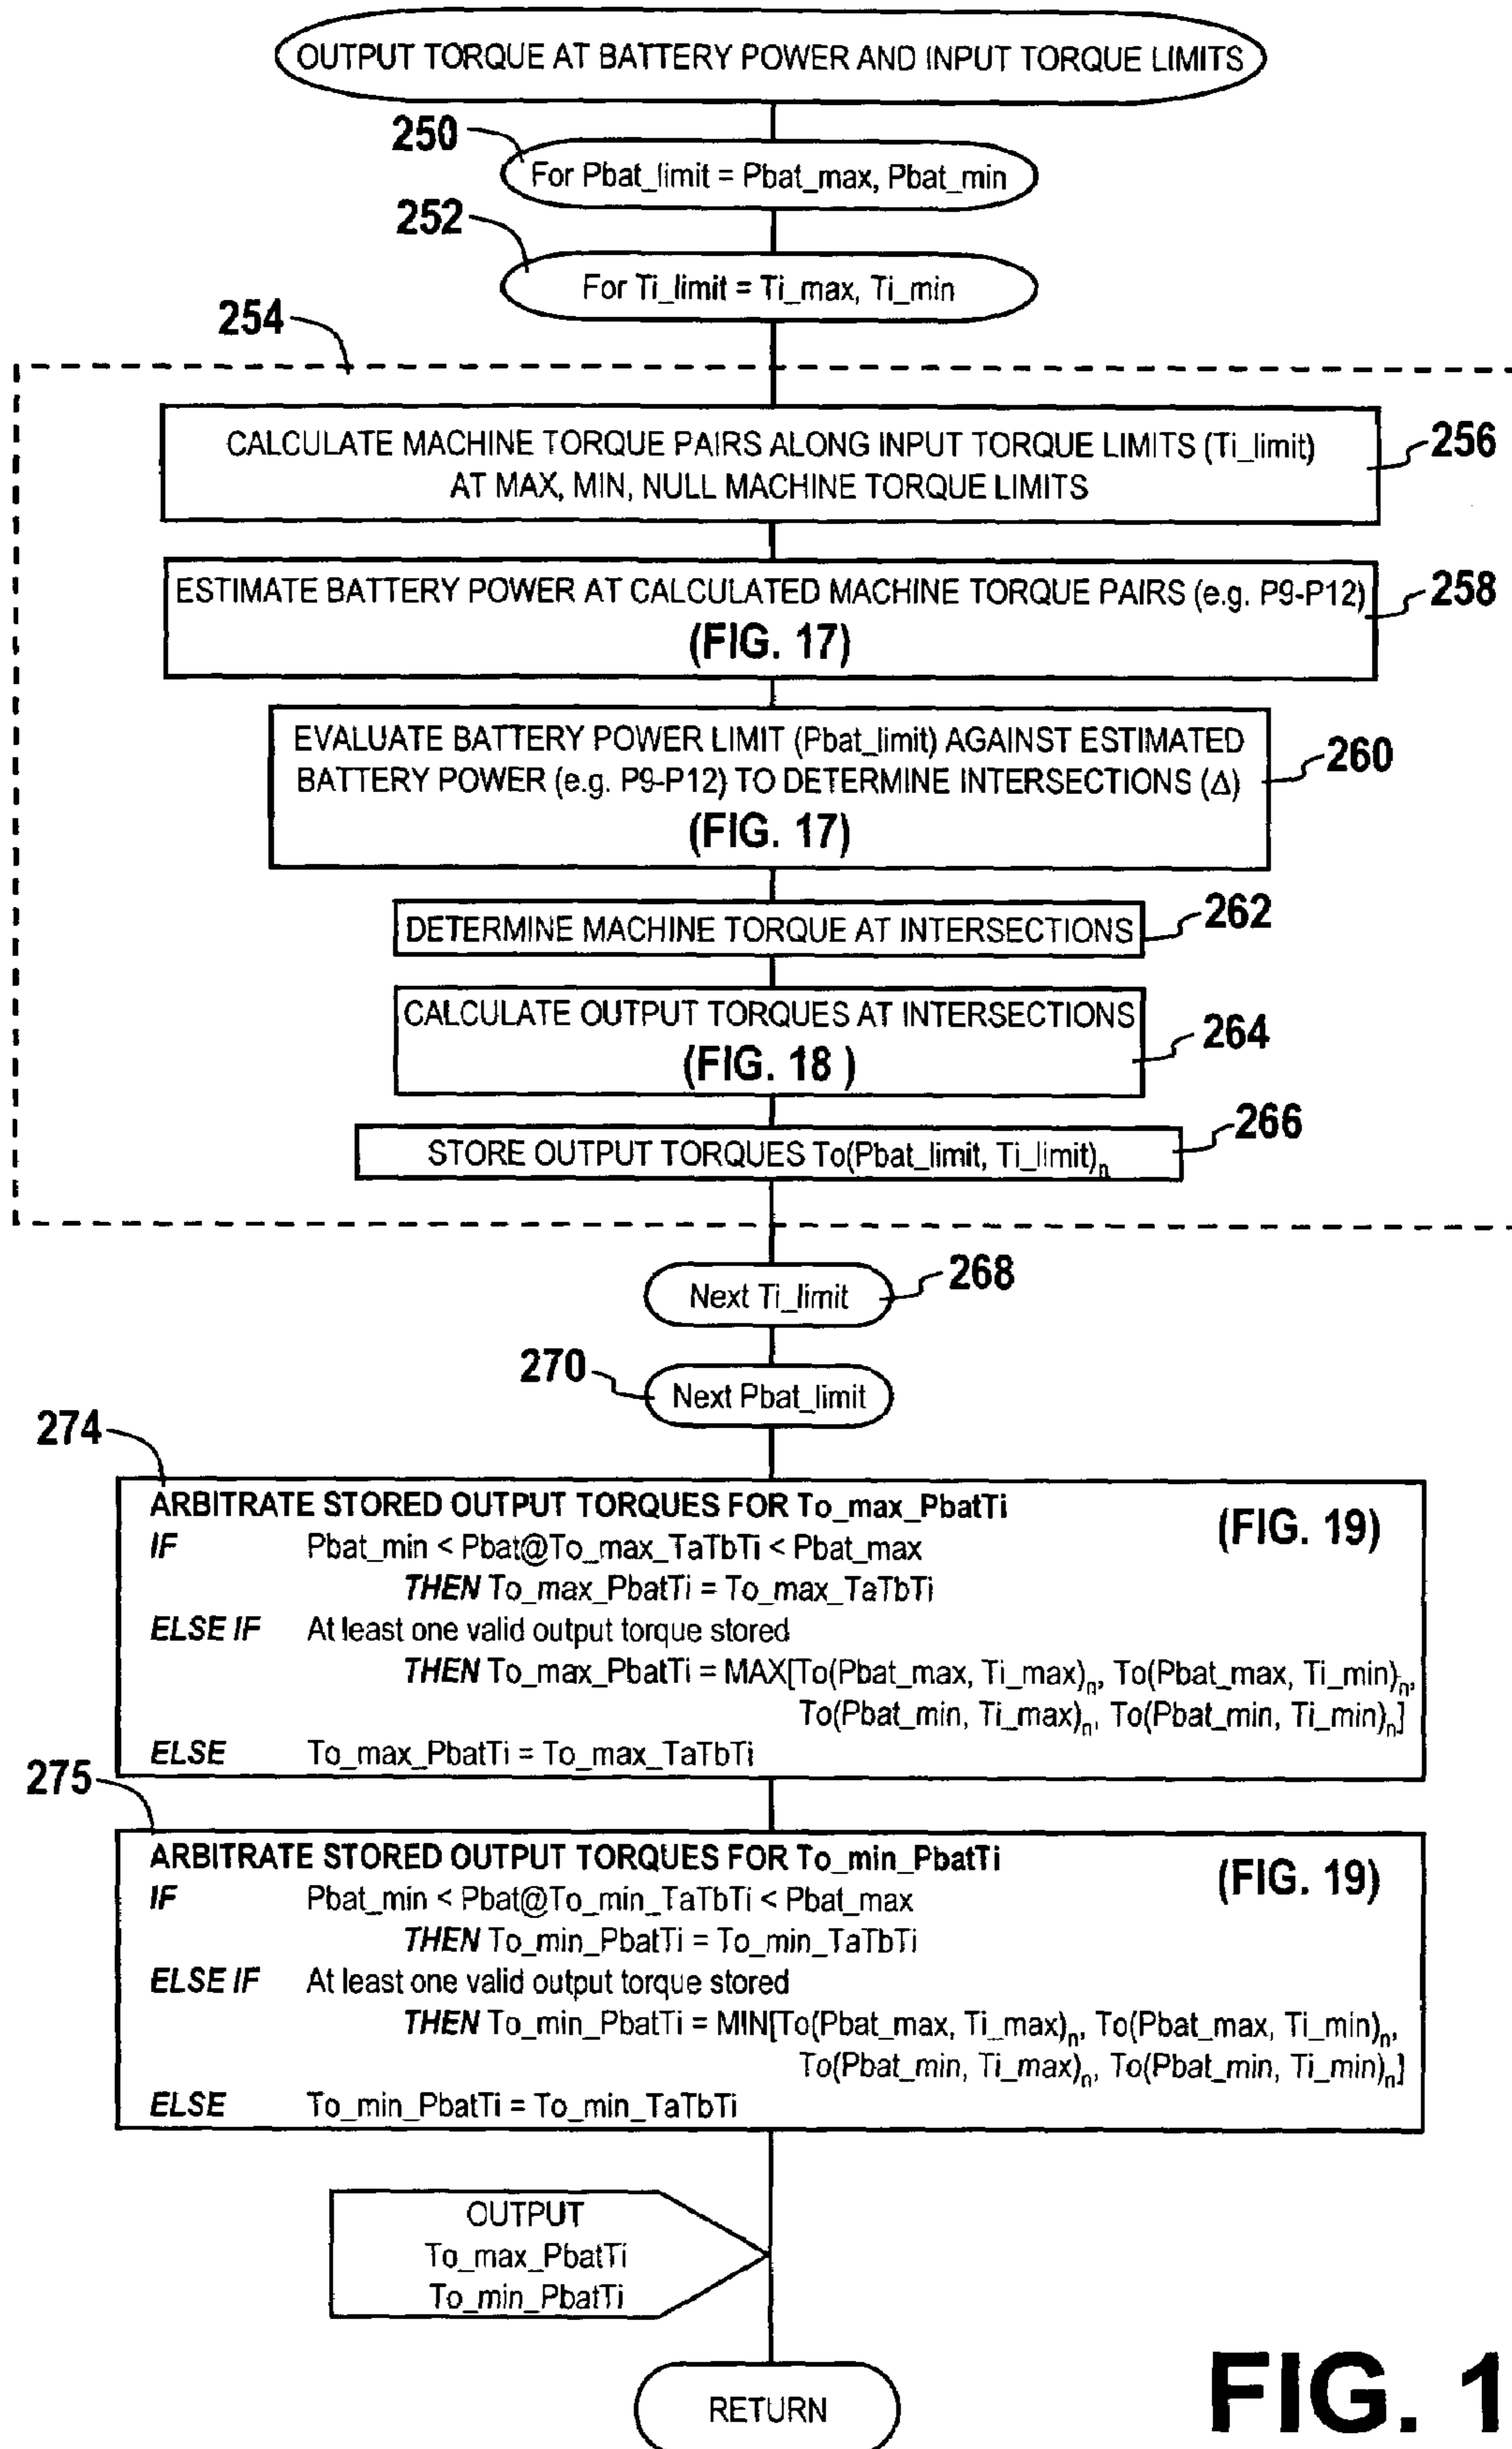 OUTPUT TORQUE AT BATTERY POWER AND INPUT TORQUE LIMITS
250
For Pbat_limit = Pbat_max, Pbat_min
252
For Ti_limit = Ti_max, Ti_min
254
CALCULATE MACHINE TORQUE PAIRS ALONG INPUT TORQUE LIMITS (Ti_limit)
AT MAX, MIN, NULL MACHINE TORQUE LIMITS
256
ESTIMATE BATTERY POWER AT CALCULATED MACHINE TORQUE PAIRS (e.g. P9-P12)
(FIG. 17)
258
EVALUATE BATTERY POWER LIMIT (Pbat_limit) AGAINST ESTIMATED
BATTERY POWER (e.g. P9-P12) TO DETERMINE INTERSECTIONS (Δ)
(FIG. 17)
260
DETERMINE MACHINE TORQUE AT INTERSECTIONS
262
CALCULATE OUTPUT TORQUES AT INTERSECTIONS
(FIG. 18 )
264
STORE OUTPUT TORQUES To(Pbat_limit, Ti_limit)n
266
Next Ti_limit
268
270
Next Pbat_limit
274
ARBITRATE STORED OUTPUT TORQUES FOR To_max_PbatTi (FIG. 19)
IF Pbat_min < Pbat@To_max_TaTbTi < Pbat_max
THEN To_max_PbatTi = To_max_TaTbTi
ELSE IF At least one valid output torque stored
THEN To_max_PbatTi = MAX[To(Pbat_max, Ti_max)n, To(Pbat_max, Ti_min)n,
To(Pbat_min, Ti_max)n, To(Pbat_min, Ti_min)n]
ELSE To_max_PbatTi = To_max_TaTbTi
275
ARBITRATE STORED OUTPUT TORQUES FOR To_min_PbatTi (FIG. 19)
IF Pbat_min < Pbat@To_min_TaTbTi < Pbat_max
THEN To_min_PbatTi = To_min_TaTbTi
ELSE IF At least one valid output torque stored
THEN To_min_PbatTi = MIN[To(Pbat_max, Ti_max)n, To(Pbat_max, Ti_min)n,
To(Pbat_min, Ti_max)n, To(Pbat_min, Ti_min)n]
ELSE To_min_PbatTi = To_min_TaTbTi
OUTPUT
To_max_PbatTi
To_min_PbatTi
RETURN
FIG. 1